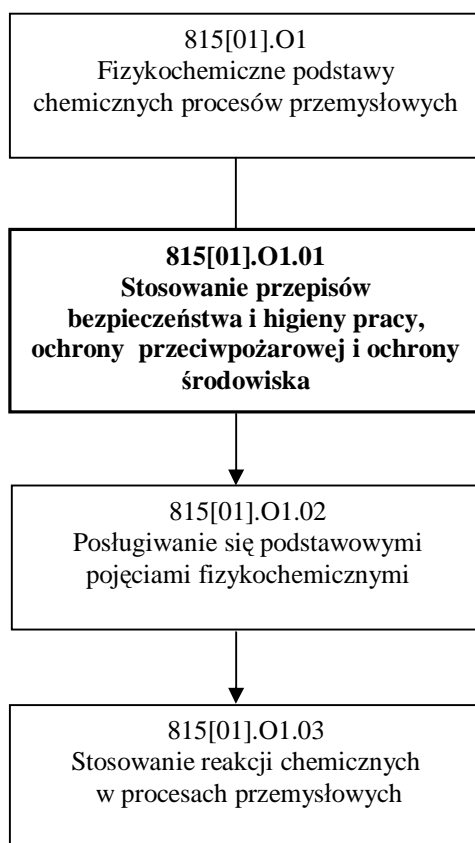 815[01].O1
Fizykochemiczne podstawy
chemicznych procesów przemysłowych
815[01].O1.01
Stosowanie przepisów
bezpieczeństwa i higieny pracy,
ochrony przeciwpożarowej i ochrony
środowiska
815[01].O1.02
Posługiwanie się podstawowymi
pojęciami fizykochemicznymi
815[01].O1.03
Stosowanie reakcji chemicznych
w procesach przemysłowych